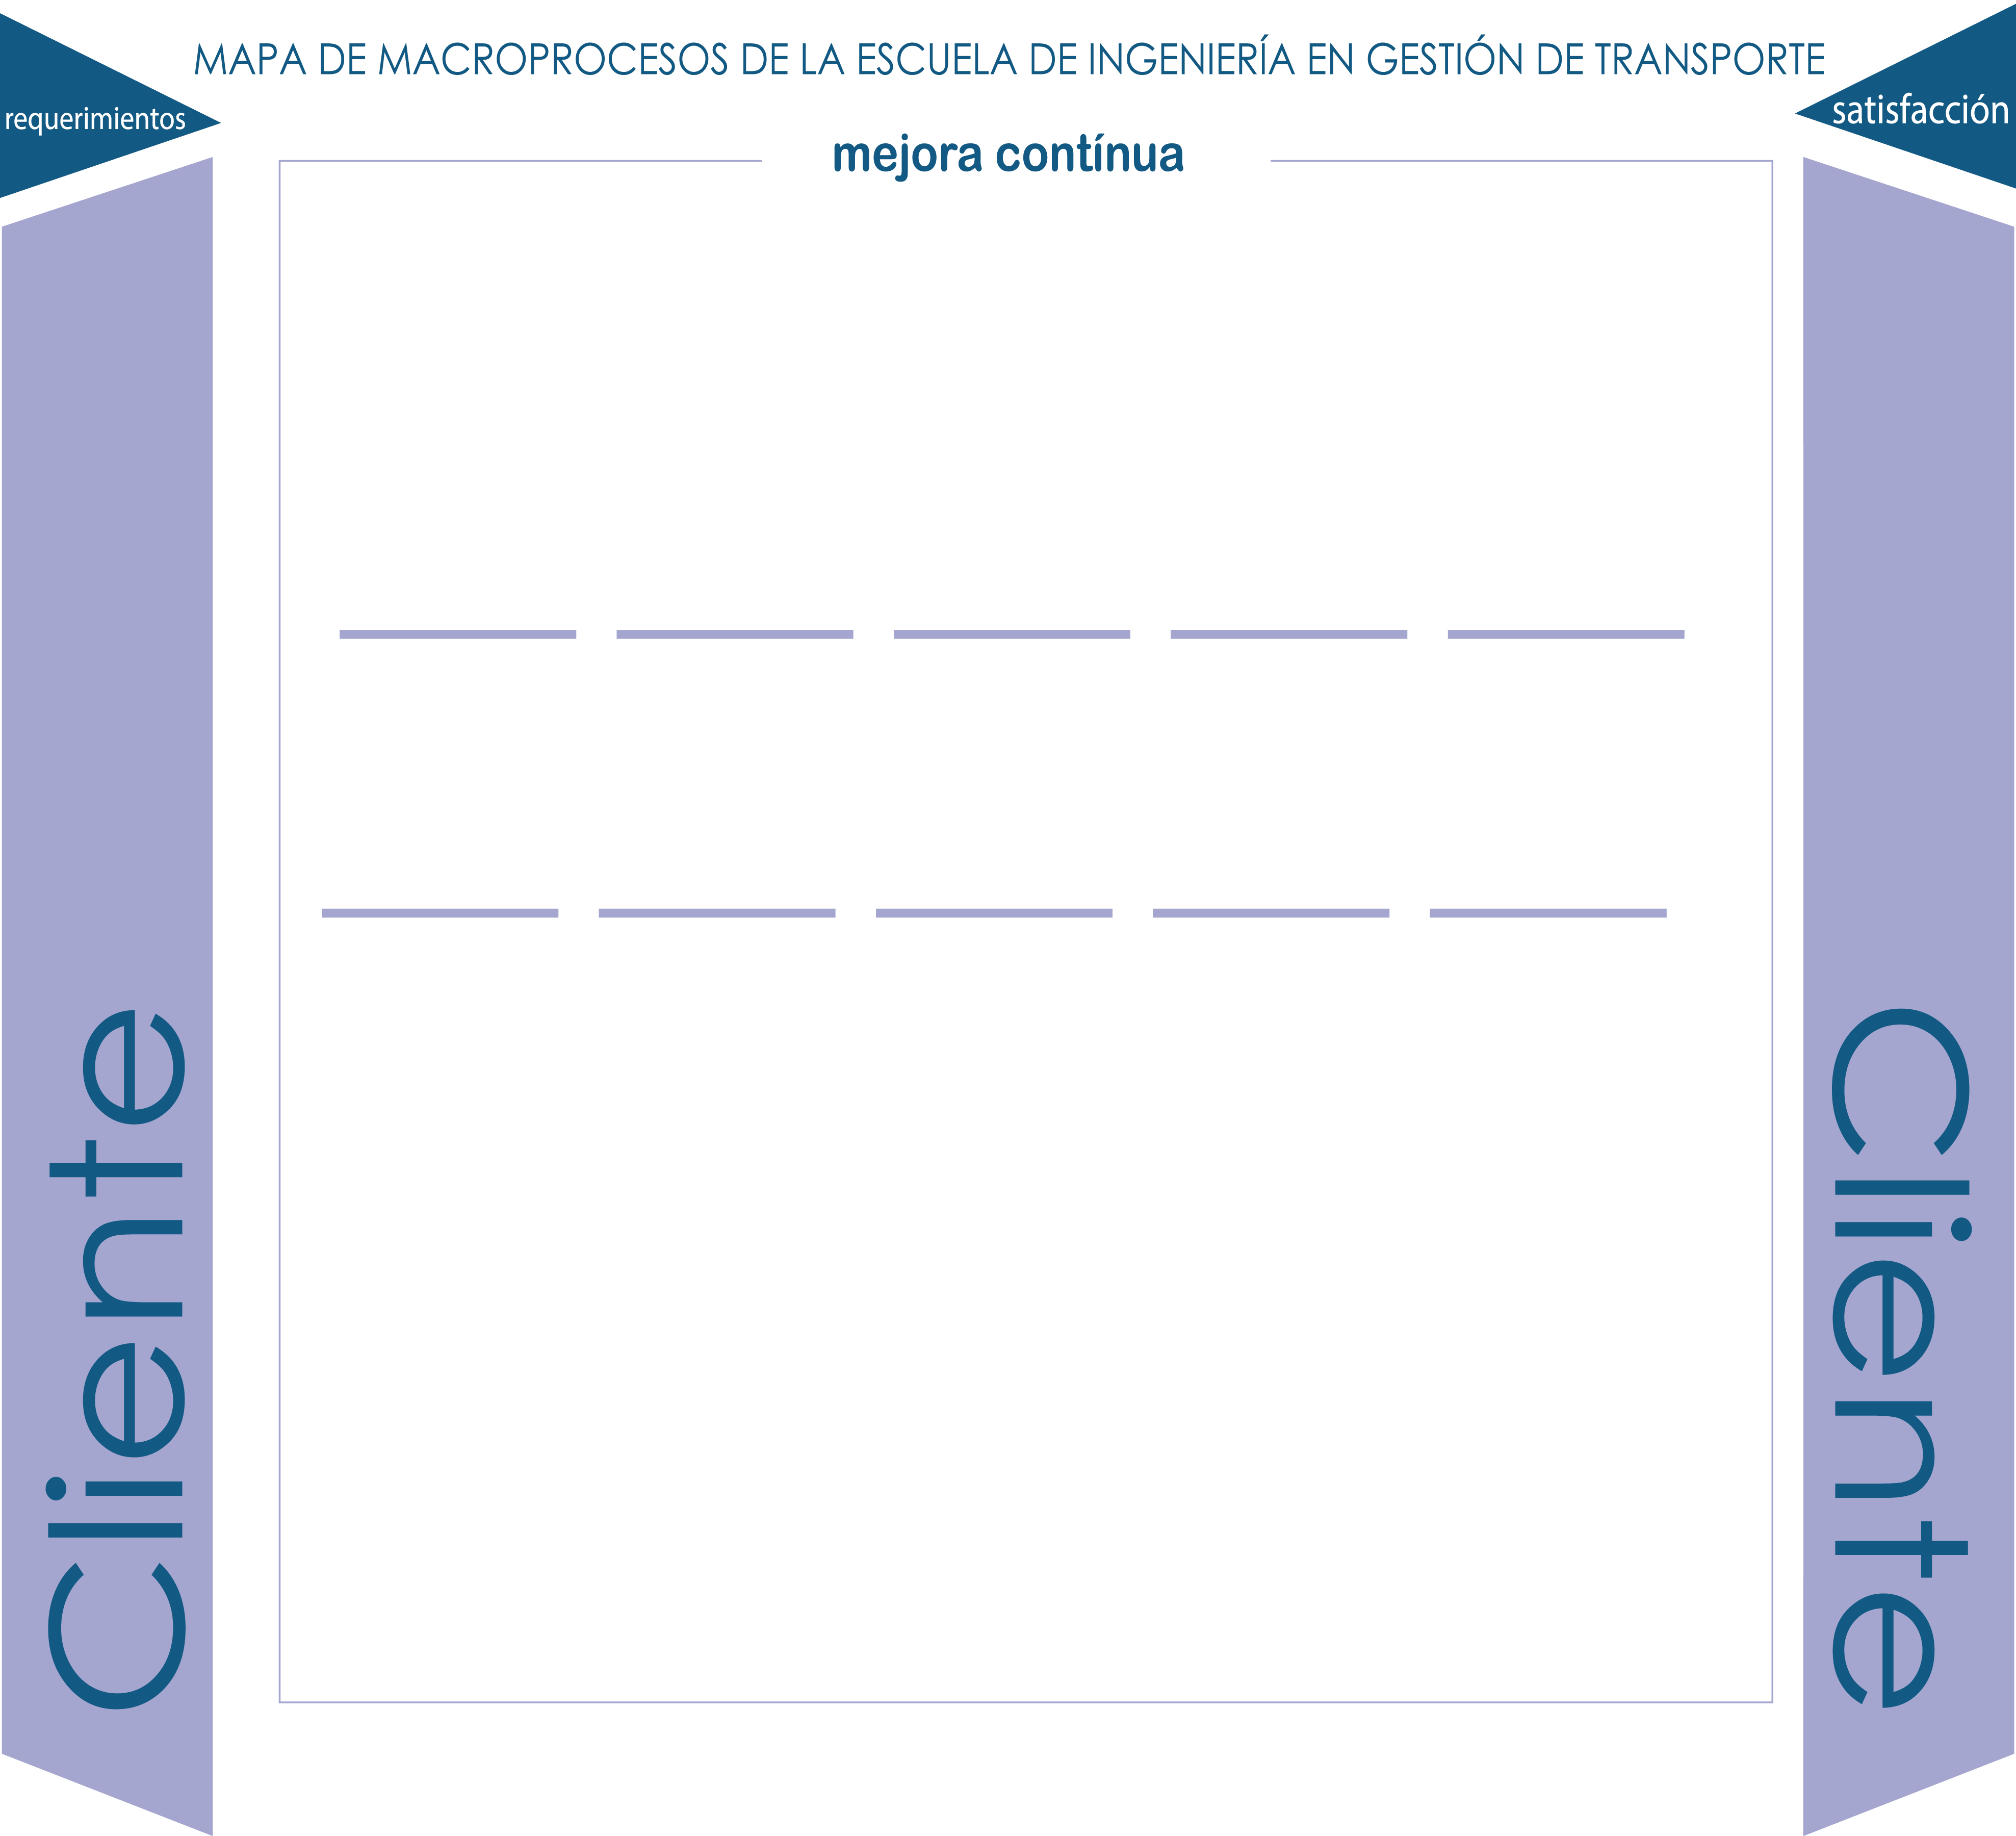 MAPA DE MACROPROCESOS DE LA ESCUELA DE INGENIERÍA EN GESTIÓN DE TRANSPORTE
requerimientos
satisfacción
mejora contínua
Cliente
Cliente